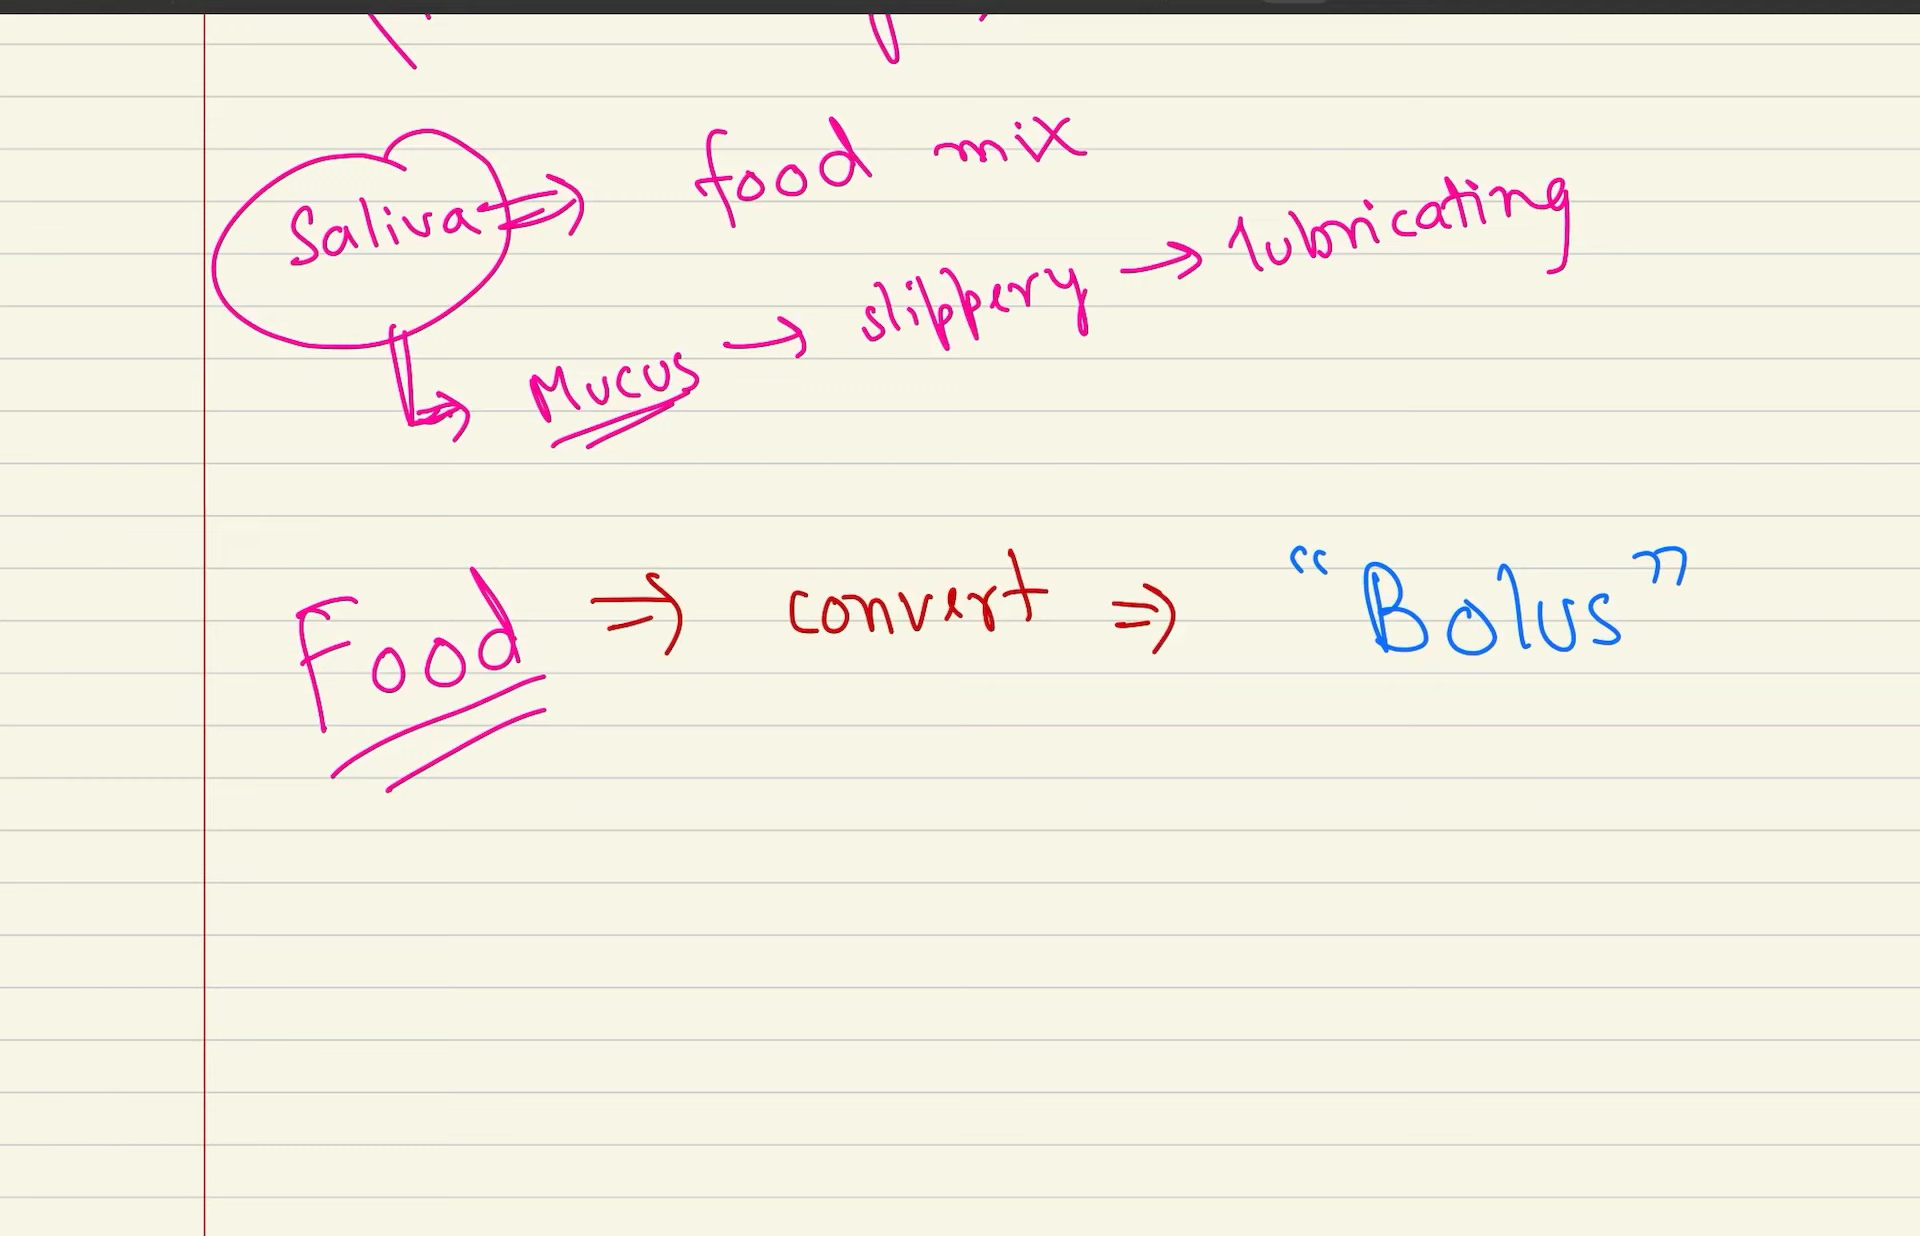 Saliva ⇒ food mix
Mucus → slippery → lubricating
Food ⇒ convert ⇒ "Bolus"